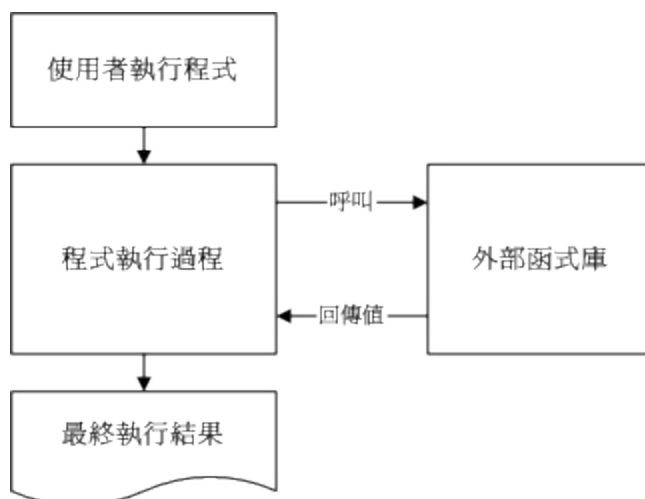 使用者執行程式
呼叫
程式執行過程
外部函式庫
回傳值
最終執行結果